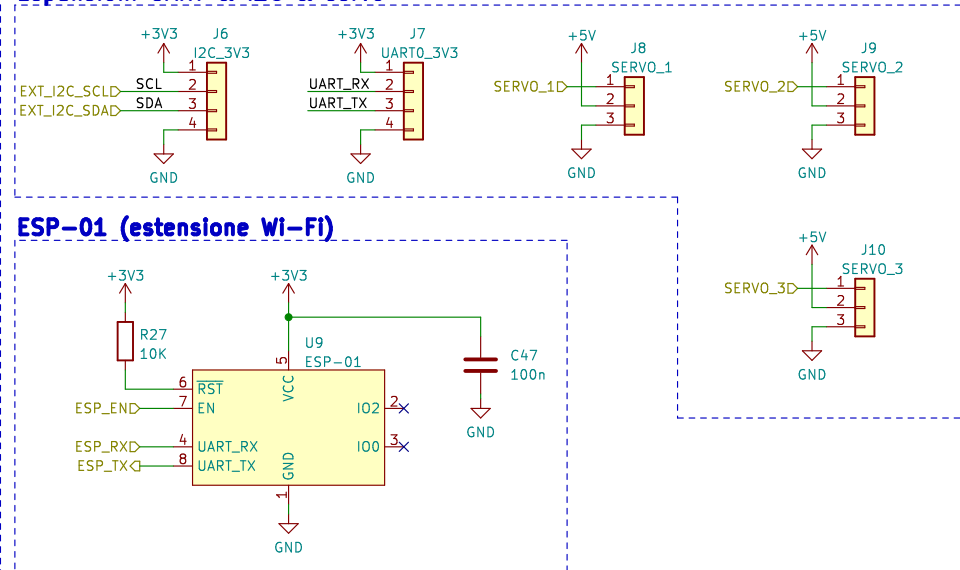 +3V3
J6
I2C_3V3
EXT_I2C_SCL
SCL
1
2
EXT_I2C_SDA
SDA
3
4
GND
+3V3
J7
UART0_3V3
UART_RX
UART_TX
1
2
3
4
GND
+5V
J8
SERVO_1
SERVO_1
1
2
3
GND
+5V
J9
SERVO_2
SERVO_2
1
2
3
GND
ESP-01 (estensione Wi-Fi)
+3V3
R27
10K
+3V3
U9
ESP-01
C47
100n
GND
5
VCC
6
RST
ESP_EN
7
EN
ESP_RX
4
UART_RX
ESP_TX
8
UART_TX
IO2
2
IO0
3
GND
1
GND
+5V
J10
SERVO_3
SERVO_3
1
2
3
GND